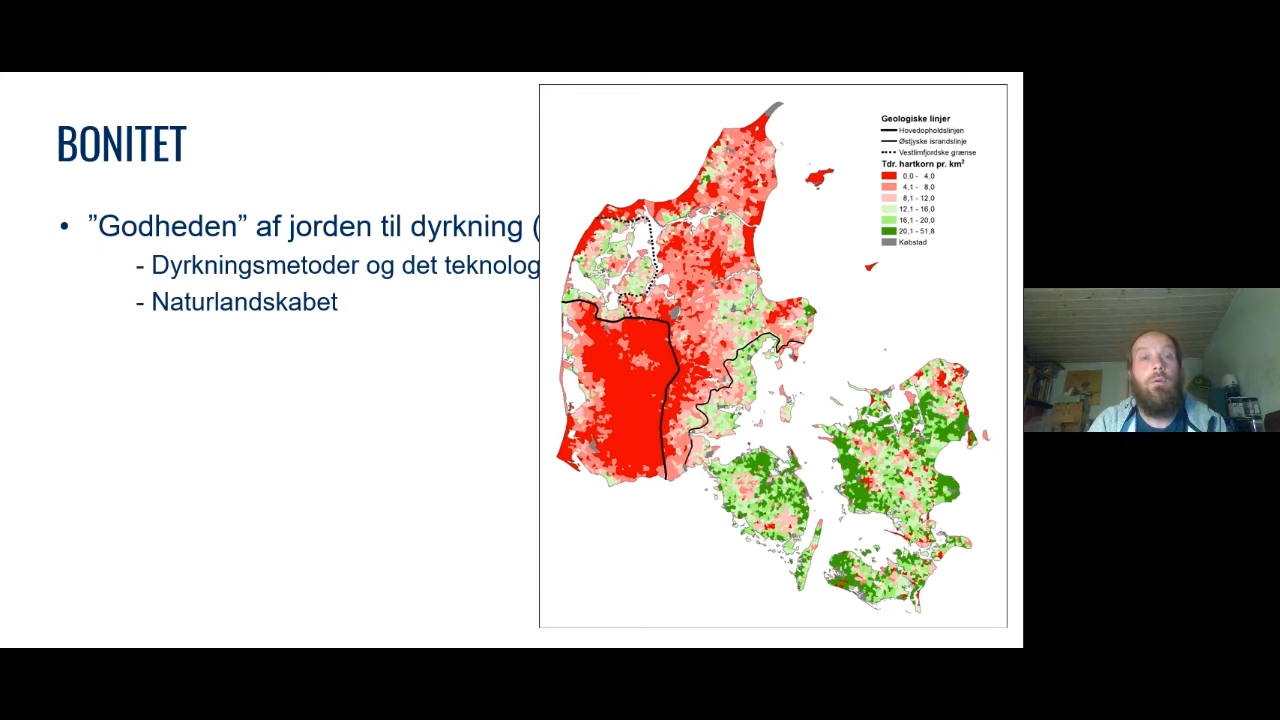 BONITET
• ”Godheden” af jorden til dyrkning (
- Dyrkningsmetoder og det teknolog
- Naturlandskabet
Geologiske linjer
Hovedopholdslinjen
Østjyske israndslinje
Vestlimfjordske grænse
Tdr. hartkorn pr. km²
0,0 - 4,0
4,1 - 8,0
8,1 - 12,0
12,1 - 16,0
16,1 - 20,0
20,1 - 51,8
Købstad